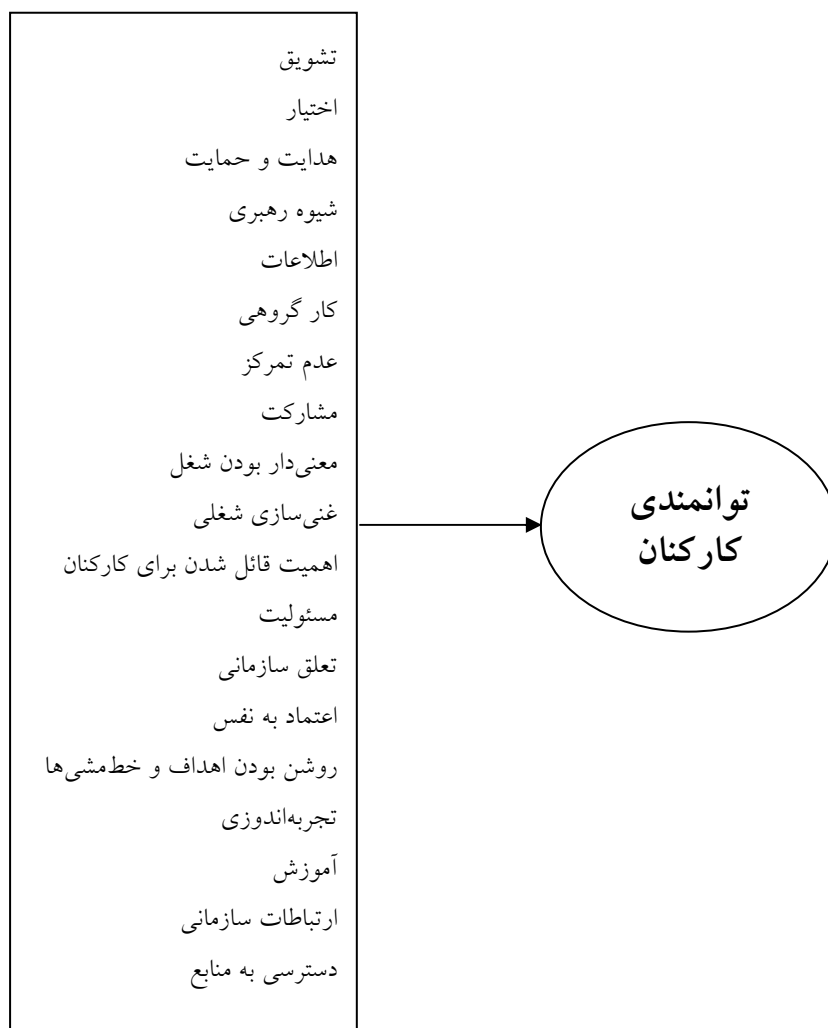 تشویق
اختیار
هدایت و حمایت
شیوه رهبری
اطلاعات
کار گروهی
عدم تمرکز
مشارکت
معنی‌دار بودن شغل
غنی‌سازی شغلی
اهمیت قائل شدن برای کارکنان
مسئولیت
تعلق سازمانی
اعتماد به نفس
روشن بودن اهداف و خط‌مشی‌ها
تجربه‌اندوزی
آموزش
ارتباطات سازمانی
دسترسی به منابع
توانمندی
کارکنان